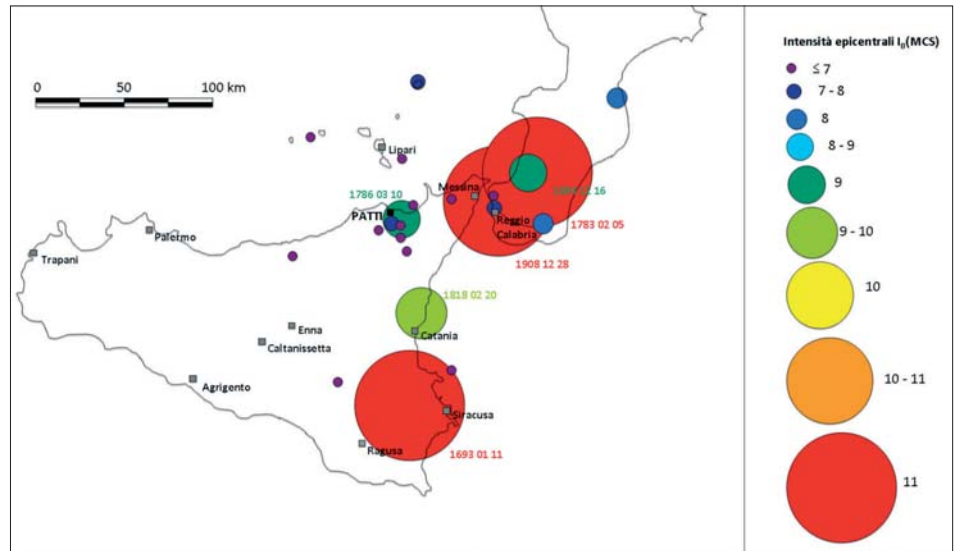 0 100 km
Lipari
1786 03 10
PATTI
Messina
16
Reggio
Calabria
1783 02 05
1908 12 28
Palermo
Trapani
1818 02 20
Catania
Enna
Caltanissetta
Agrigento
Siracusa
Ragusa
1693 01 11
Intensità epicentrali I0(MCS)
≤ 7
7 - 8
8
8 - 9
9
9 - 10
10
10 - 11
11